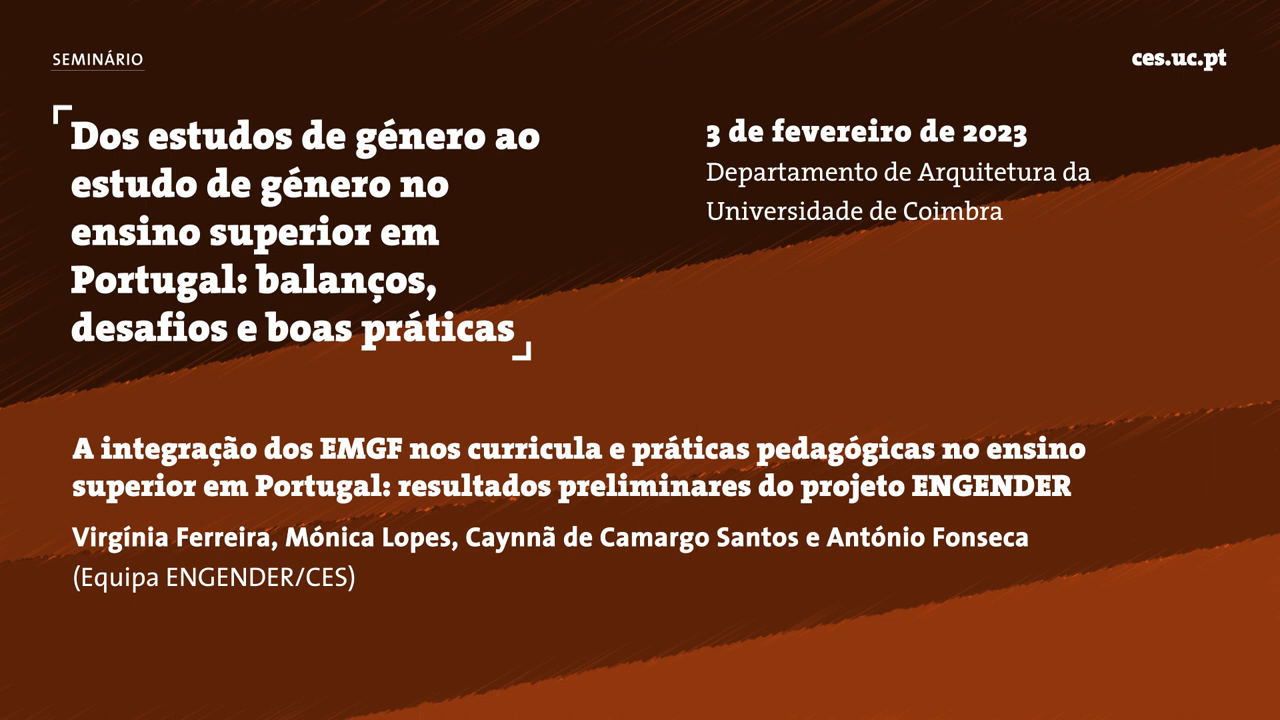 SEMINÁRIO
ces.uc.pt
Dos estudos de género ao
estudo de género no
ensino superior em
Portugal: balanços,
desafios e boas práticas
3 de fevereiro de 2023
Departamento de Arquitetura da
Universidade de Coimbra
A integração dos EMGF nos curricula e práticas pedagógicas no ensino
superior em Portugal: resultados preliminares do projeto ENGENDER
Virgínia Ferreira, Mónica Lopes, Caynnã de Camargo Santos e António Fonseca
(Equipa ENGENDER/CES)